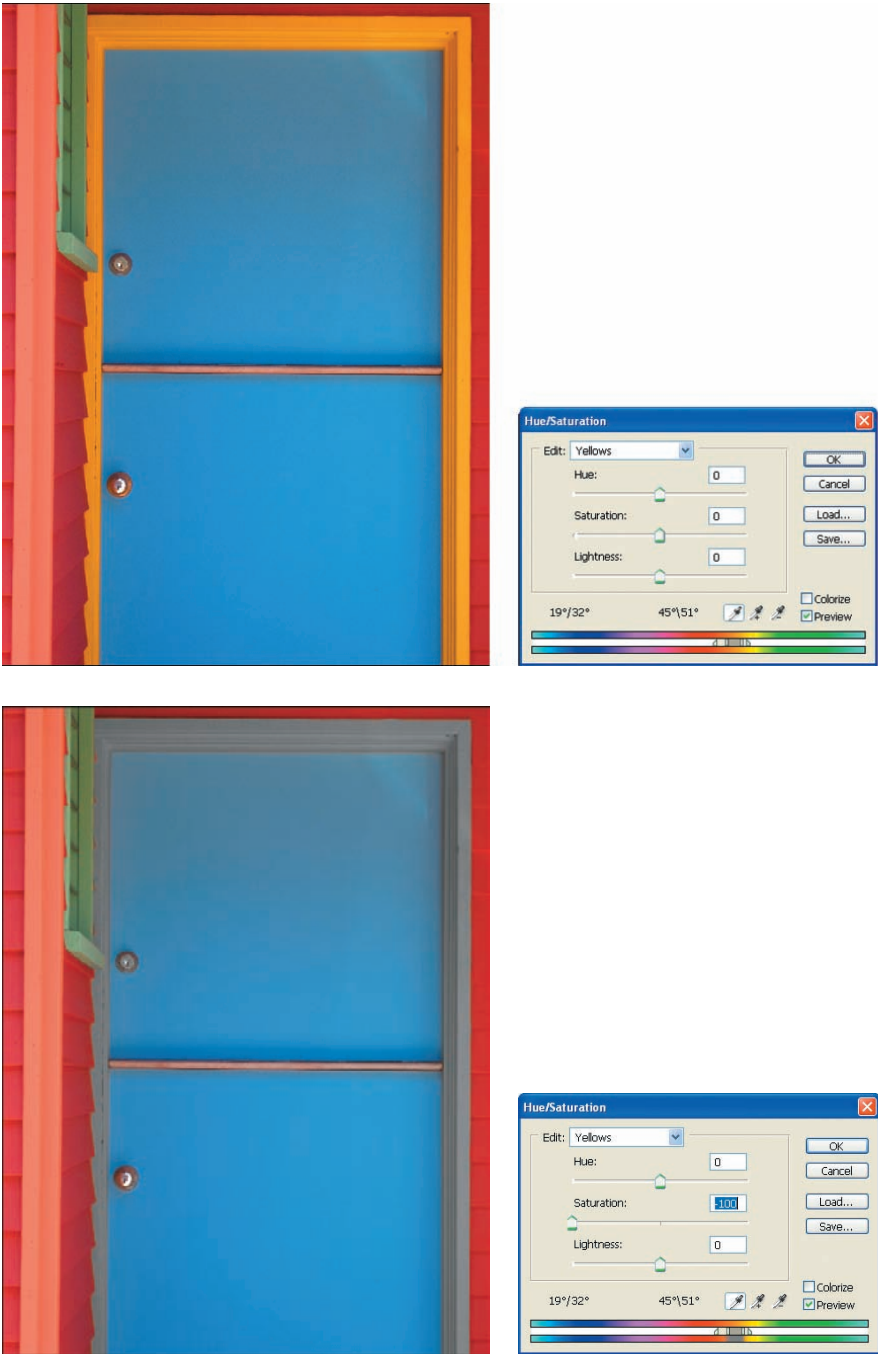 Hue/Saturation
Edit: Yellows
Hue: 0
Saturation: 0
Lightness: 0
OK
Cancel
Load...
Save...
Colorize
Preview
19°/32° 45°\51°
Hue/Saturation
Edit: Yellows
Hue: 0
Saturation: -100
Lightness: 0
OK
Cancel
Load...
Save...
Colorize
Preview
19°/32° 45°\51°